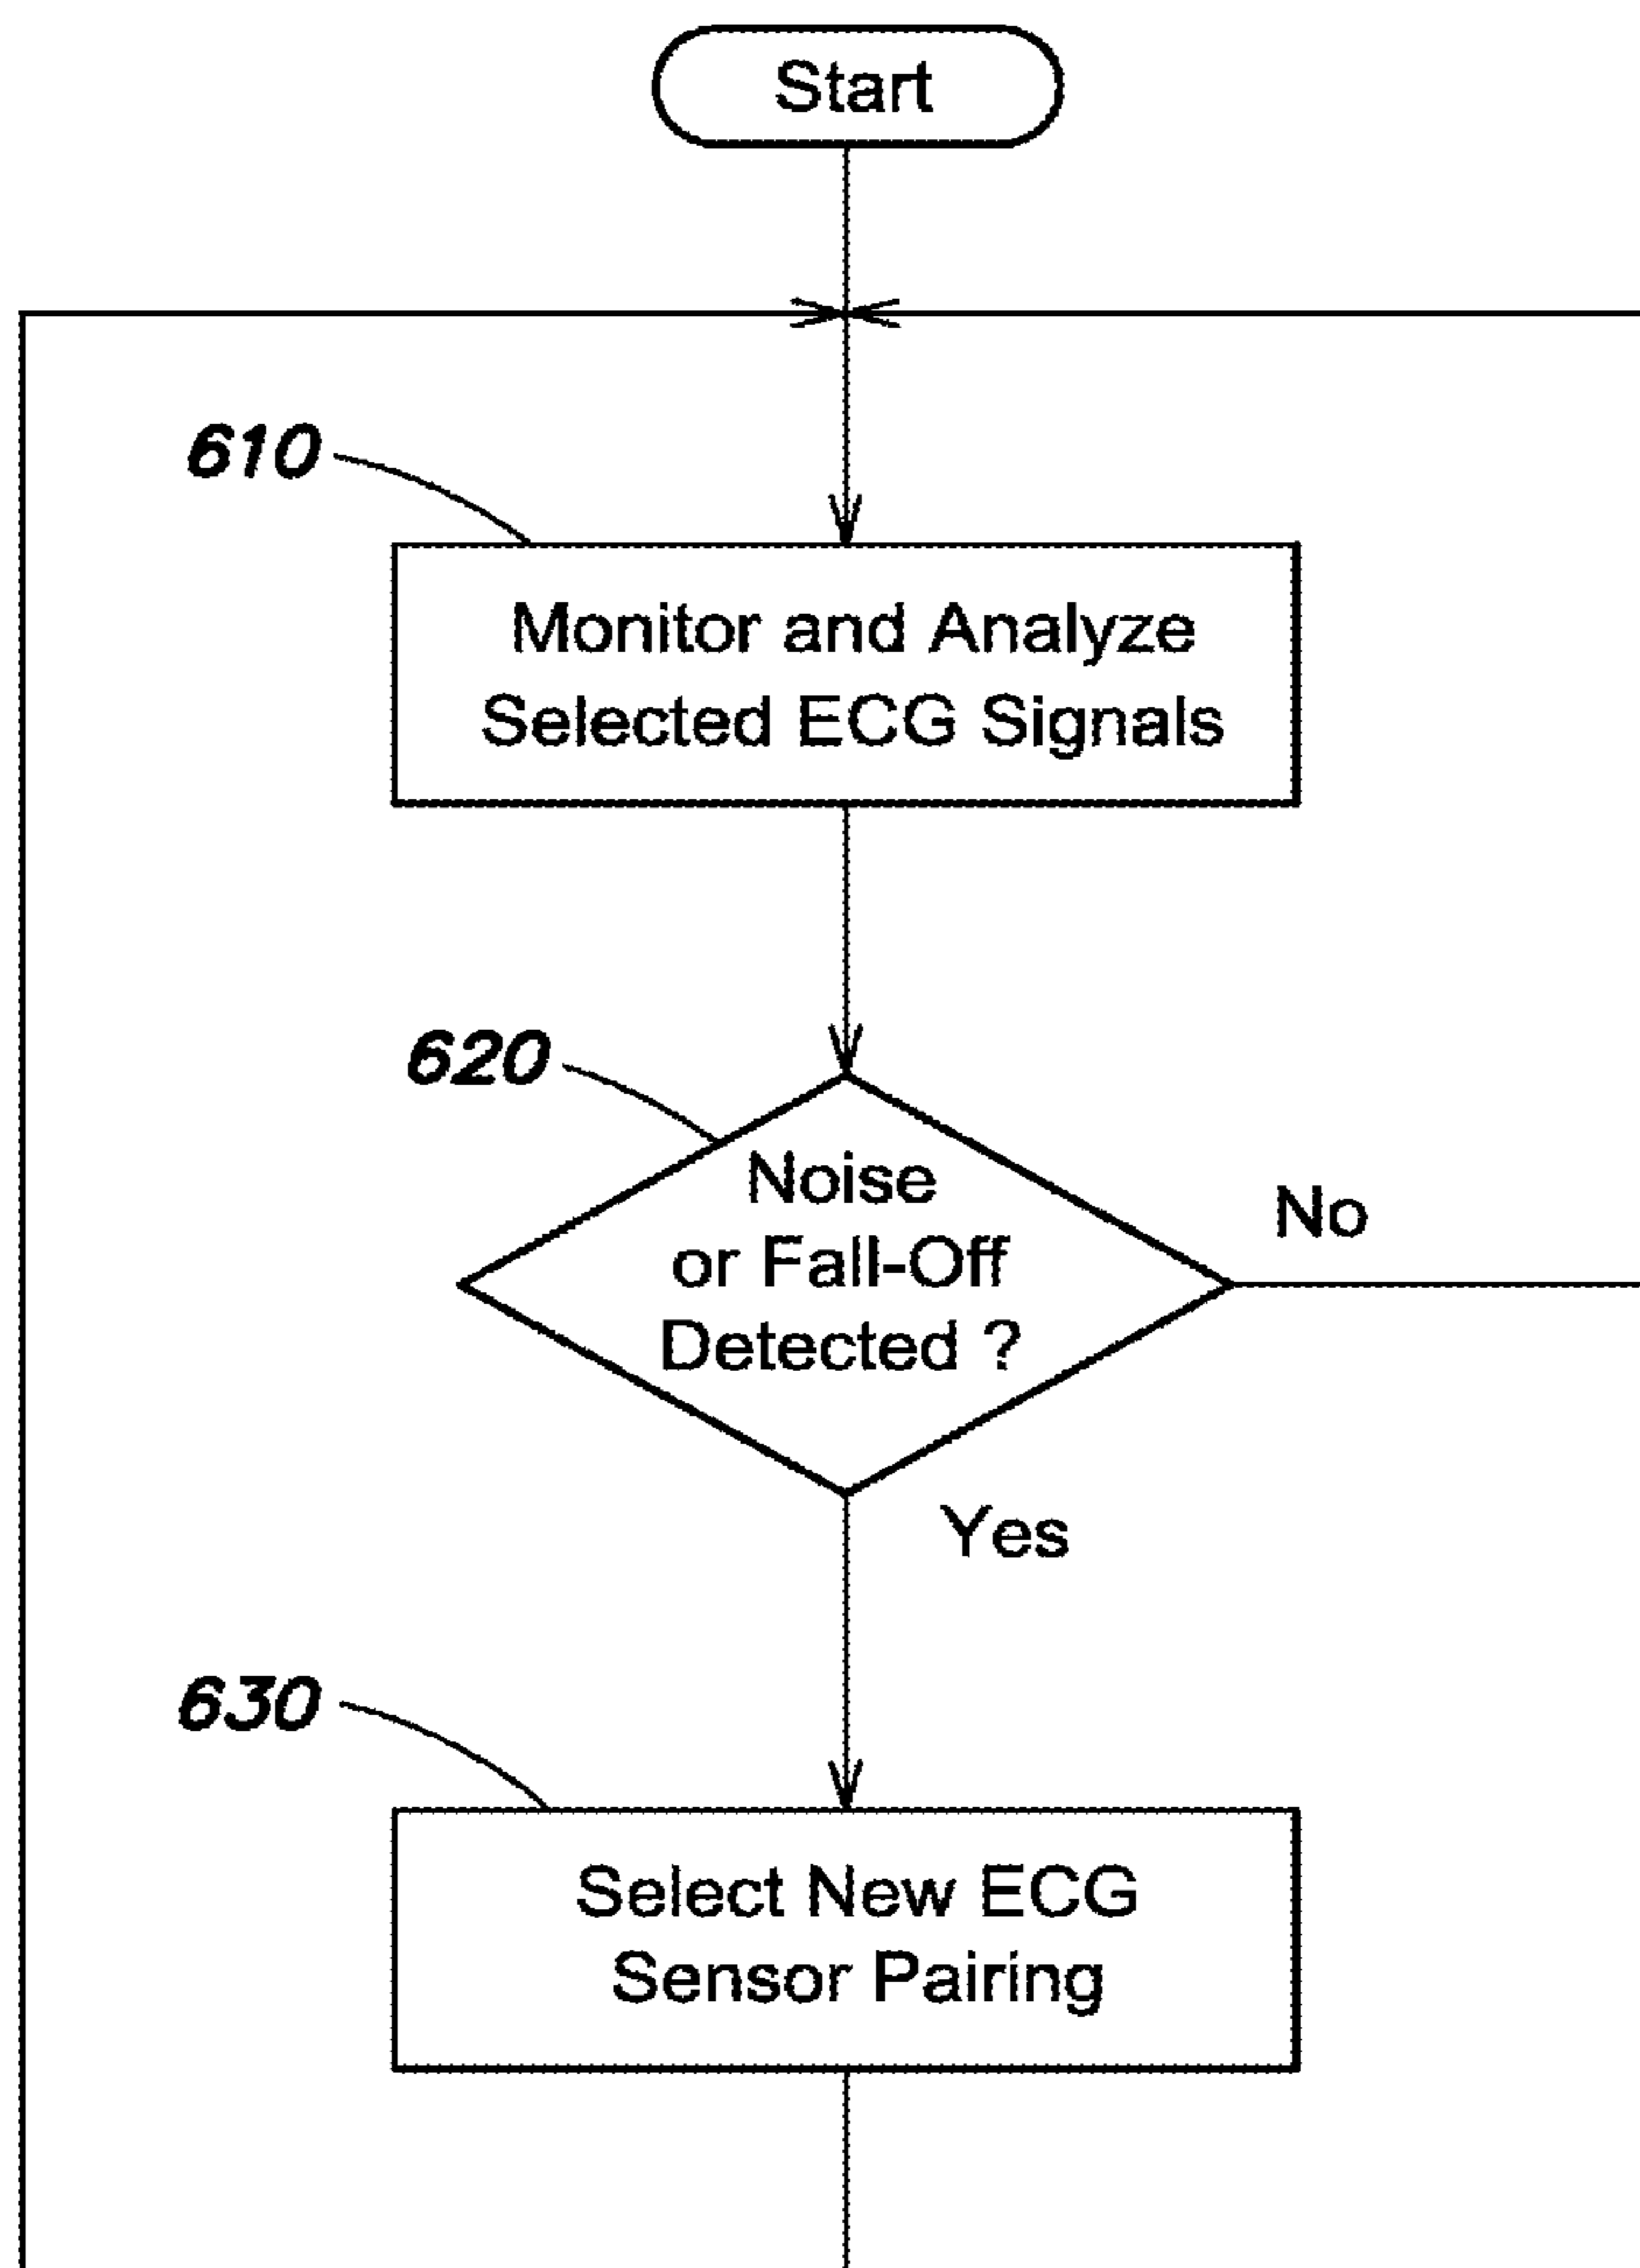 Start
610
Monitor and Analyze
Selected ECG Signals
620
Noise
or Fall-Off
Detected ?
No
Yes
630
Select New ECG
Sensor Pairing